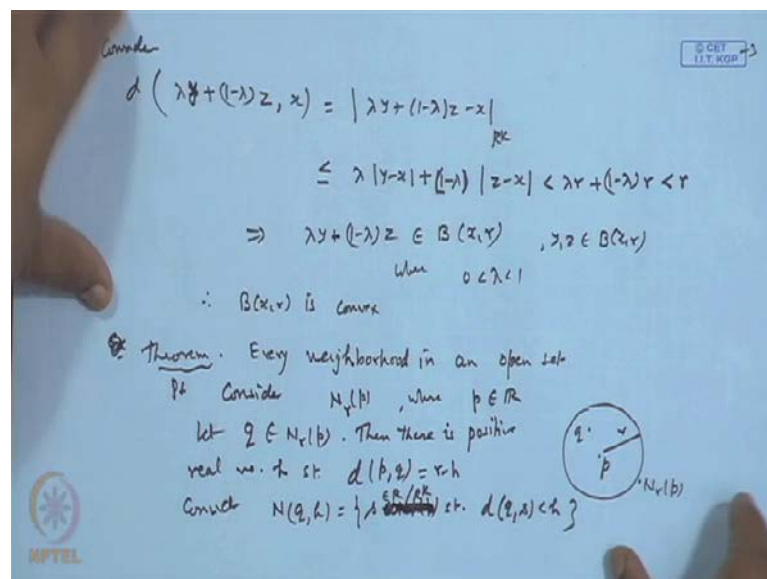 Consider
© CET
I.I.T. KGP
d ( λy + (1-λ) z , x ) = | λy + (1-λ) z - x |
RK
≤ λ |y-x| + (1-λ) |z-x| < λr + (1-λ) r < r
⇒ λy + (1-λ) z ∈ B(x,r) , y,z ∈ B(x,r)
when 0<λ<1
∴ B(x,r) is convex
Theorem. Every neighborhood in an open set
Pf Consider N_r(p) , where p ∈ R
let q ∈ N_r(p). Then there is positive
real no. h st. d(p,q) = r-h
Consider N(q,h) = { s ∈R/RK st. d(q,s)<h }
q. r
p
N_r(p)
NPTEL